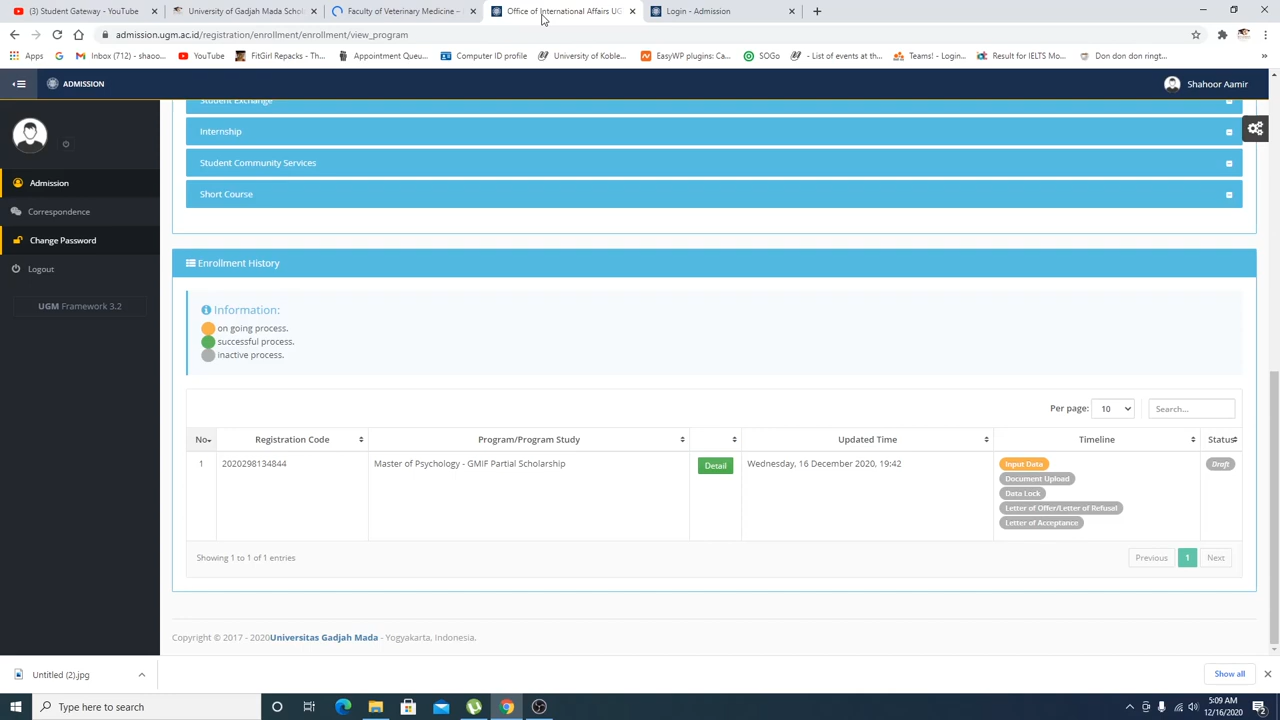 (3) Student Guidance - YouTube
University of Gadjah Mada Schol
Faculty of Veterinary Medicine –
Office of International Affairs UG
Login - Admission
admission.ugm.ac.id/registration/enrollment/enrollment/view_program
Apps
Inbox (712) - shaoo...
YouTube
FitGirl Repacks - Th...
Appointment Queu...
Computer ID profile
University of Koble...
EasyWP plugins: Ca...
SOGo
- List of events at th...
Teams! - Login...
Result for IELTS Mo...
Don don don ringt...
ADMISSION
Shahoor Aamir
Student Exchange
Internship
Student Community Services
Short Course
Admission
Correspondence
Change Password
Logout
UGM Framework 3.2
Enrollment History
Information:
on going process.
successful process.
inactive process.
Per page: 10 Search...
No Registration Code Program/Program Study Updated Time Timeline Status
1 2020298134844 Master of Psychology - GMIF Partial Scholarship Detail Wednesday, 16 December 2020, 19:42 Input Data Draft
Document Upload
Data Lock
Letter of Offer/Letter of Refusal
Letter of Acceptance
Showing 1 to 1 of 1 entries Previous 1 Next
Copyright © 2017 - 2020Universitas Gadjah Mada - Yogyakarta, Indonesia.
Untitled (2).jpg
Show all
Type here to search
5:09 AM
12/16/2020
2